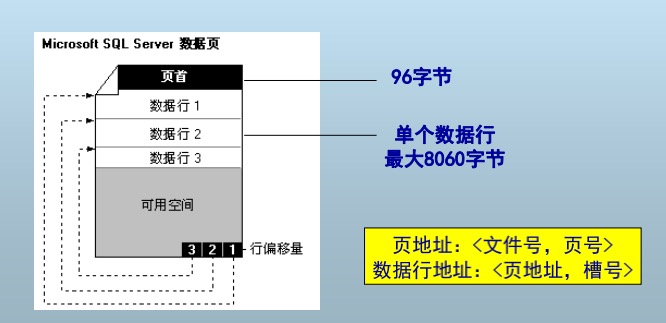 Microsoft SQL Server 数据页
页首
96字节
数据行 1
数据行 2
单个数据行
最大8060字节
数据行 3
可用空间
3 2 1 行偏移量
页地址：<文件号，页号>
数据行地址：<页地址，槽号>